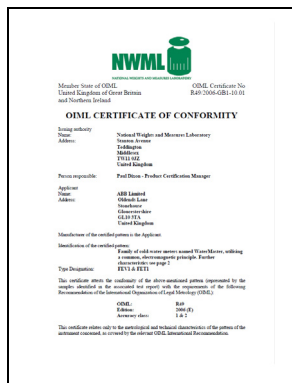 NWML
NATIONAL WEIGHTS AND MEASURES LABORATORY
Member State of OIML
United Kingdom of Great Britain
and Northern Ireland
OIML Certificate No
R49/2006-GB1-10.01
OIML CERTIFICATE OF CONFORMITY
Issuing authority
Name: National Weights and Measures Laboratory
Address: Stanton Avenue
Teddington
Middlesex
TW11 0JZ
United Kingdom
Person responsible: Paul Dixon - Product Certification Manager
Applicant
Name: ABB Limited
Address: Oldends Lane
Stonehouse
Gloucestershire
GL10 3TA
United Kingdom
Manufacturer of the certified pattern is the Applicant
Identification of the certified pattern:
Family of cold-water meters named WaterMaster, utilising
a common, electromagnetic principle. Further
characteristics see page 2
Type Designation: FEV1 & FET1
This certificate attests the conformity of the above-mentioned pattern (represented by the
samples identified in the associated test report) with the requirements of the following
Recommendation of the International Organization of Legal Metrology (OIML):
OIML: R49
Edition: 2006 (E)
Accuracy class: 1 & 2
This certificate relates only to the metrological and technical characteristics of the pattern of the
instrument concerned, as covered by the relevant OIML International Recommendation.